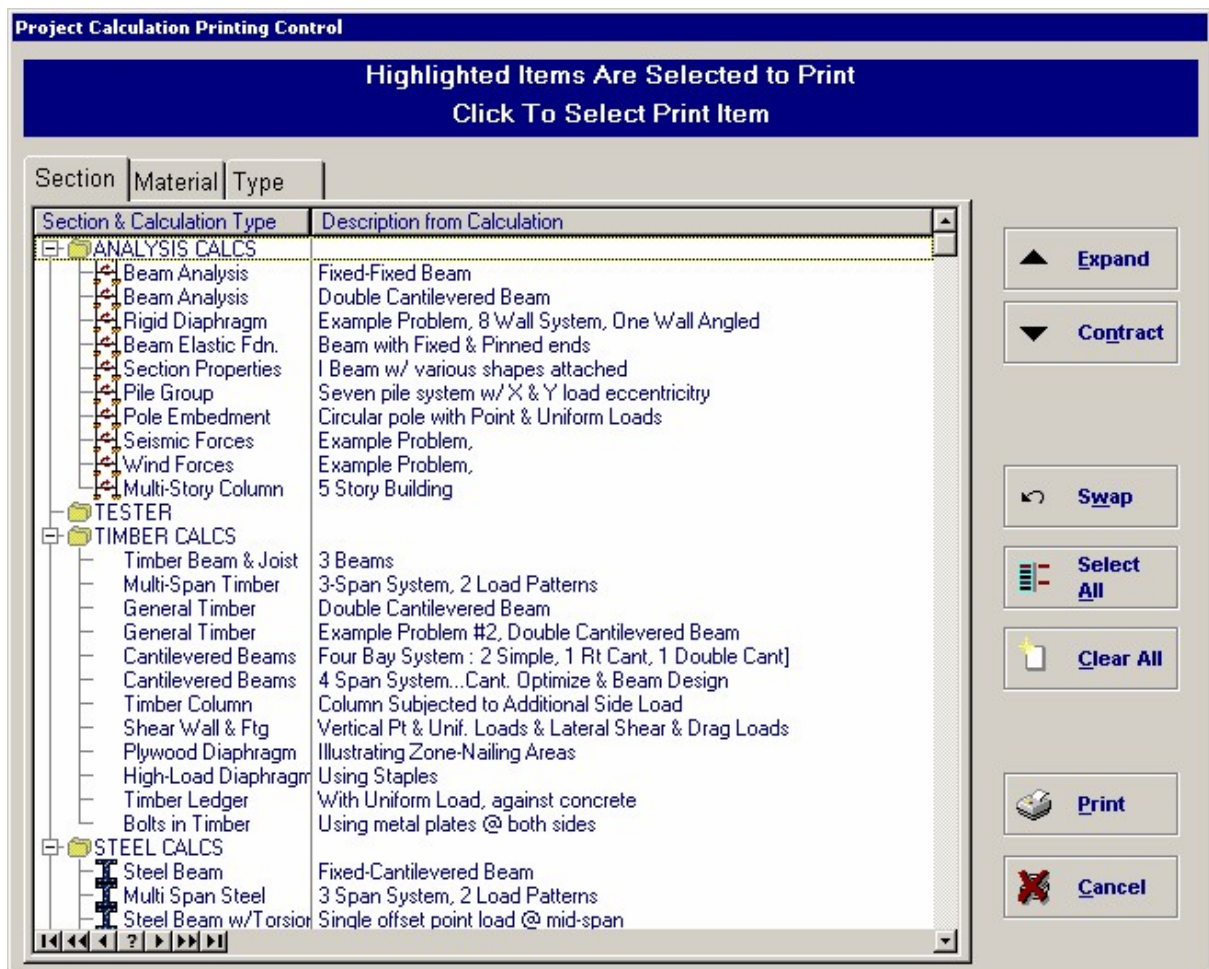 Project Calculation Printing Control
Highlighted Items Are Selected to Print
Click To Select Print Item
Section Material Type
Section & Calculation Type Description from Calculation
ANALYSIS CALCS
Beam Analysis Fixed-Fixed Beam
Beam Analysis Double Cantilevered Beam
Rigid Diaphragm Example Problem, 8 Wall System, One Wall Angled
Beam Elastic Fdn. Beam with Fixed & Pinned ends
Section Properties I Beam w/ various shapes attached
Pile Group Seven pile system w/ X & Y load eccentricitry
Pole Embedment Circular pole with Point & Uniform Loads
Seismic Forces Example Problem,
Wind Forces Example Problem,
Multi-Story Column 5 Story Building
TESTER
TIMBER CALCS
Timber Beam & Joist 3 Beams
Multi-Span Timber 3-Span System, 2 Load Patterns
General Timber Double Cantilevered Beam
General Timber Example Problem #2, Double Cantilevered Beam
Cantilevered Beams Four Bay System : 2 Simple, 1 Rt Cant, 1 Double Cant]
Cantilevered Beams 4 Span System...Cant. Optimize & Beam Design
Timber Column Column Subjected to Additional Side Load
Shear Wall & Ftg Vertical Pt & Unif. Loads & Lateral Shear & Drag Loads
Plywood Diaphragm Illustrating Zone-Nailing Areas
High-Load Diaphragm Using Staples
Timber Ledger With Uniform Load, against concrete
Bolts in Timber Using metal plates @ both sides
STEEL CALCS
Steel Beam Fixed-Cantilevered Beam
Multi Span Steel 3 Span System, 2 Load Patterns
Steel Beam w/Torsion Single offset point load @ mid-span
?
Expand
Contract
Swap
Select
All
Clear All
Print
Cancel